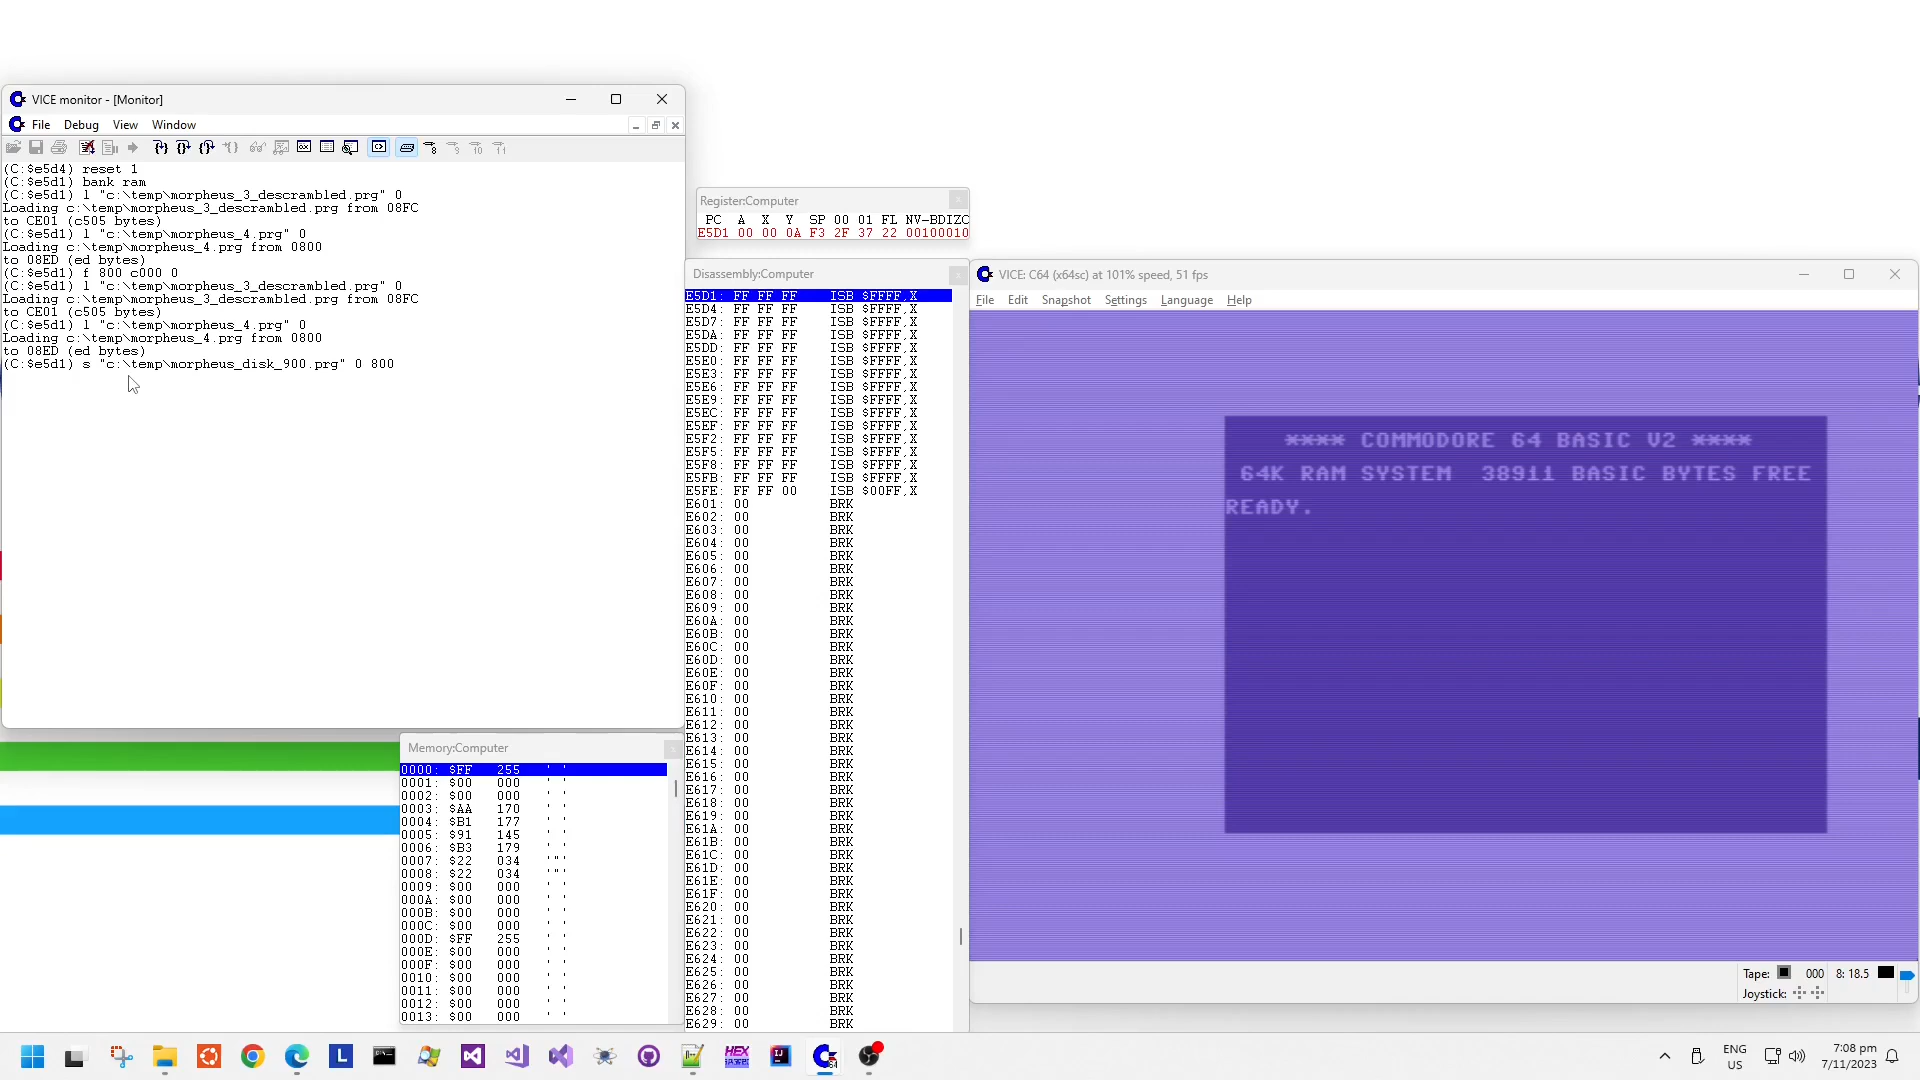 VICE monitor - [Monitor]
File Debug View Window
(C:$e5d4) reset 1
(C:$e5d1) bank ram
(C:$e5d1) l "c:\temp\morpheus_3_descrambled.prg" 0
Loading c:\temp\morpheus_3_descrambled.prg from 08FC
to CE01 (c505 bytes)
(C:$e5d1) l "c:\temp\morpheus_4.prg" 0
Loading c:\temp\morpheus_4.prg from 0800
to 08ED (ed bytes)
(C:$e5d1) f 800 c000 0
(C:$e5d1) l "c:\temp\morpheus_3_descrambled.prg" 0
Loading c:\temp\morpheus_3_descrambled.prg from 08FC
to CE01 (c505 bytes)
(C:$e5d1) l "c:\temp\morpheus_4.prg" 0
Loading c:\temp\morpheus_4.prg from 0800
to 08ED (ed bytes)
(C:$e5d1) s "c:\temp\morpheus_disk_900.prg" 0 800
Register:Computer
PC A X Y SP 00 01 FL NV-BDIZC
E5D1 00 00 0A F3 2F 37 22 00100010
Disassembly:Computer
E5D1: FF FF FF ISB $FFFF,X
E5D4: FF FF FF ISB $FFFF,X
E5D7: FF FF FF ISB $FFFF,X
E5DA: FF FF FF ISB $FFFF,X
E5DD: FF FF FF ISB $FFFF,X
E5E0: FF FF FF ISB $FFFF,X
E5E3: FF FF FF ISB $FFFF,X
E5E6: FF FF FF ISB $FFFF,X
E5E9: FF FF FF ISB $FFFF,X
E5EC: FF FF FF ISB $FFFF,X
E5EF: FF FF FF ISB $FFFF,X
E5F2: FF FF FF ISB $FFFF,X
E5F5: FF FF FF ISB $FFFF,X
E5F8: FF FF FF ISB $FFFF,X
E5FB: FF FF FF ISB $FFFF,X
E5FE: FF FF 00 ISB $00FF,X
E601: 00 BRK
E602: 00 BRK
E603: 00 BRK
E604: 00 BRK
E605: 00 BRK
E606: 00 BRK
E607: 00 BRK
E608: 00 BRK
E609: 00 BRK
E60A: 00 BRK
E60B: 00 BRK
E60C: 00 BRK
E60D: 00 BRK
E60E: 00 BRK
E60F: 00 BRK
E610: 00 BRK
E611: 00 BRK
E612: 00 BRK
E613: 00 BRK
E614: 00 BRK
E615: 00 BRK
E616: 00 BRK
E617: 00 BRK
E618: 00 BRK
E619: 00 BRK
E61A: 00 BRK
E61B: 00 BRK
E61C: 00 BRK
E61D: 00 BRK
E61E: 00 BRK
E61F: 00 BRK
E620: 00 BRK
E621: 00 BRK
E622: 00 BRK
E623: 00 BRK
E624: 00 BRK
E625: 00 BRK
E626: 00 BRK
E627: 00 BRK
E628: 00 BRK
E629: 00 BRK
Memory:Computer
0000: $FF 255 ' '
0001: $00 000 ' '
0002: $00 000 ' '
0003: $AA 170 ' '
0004: $B1 177 ' '
0005: $91 145 ' '
0006: $B3 179 ' '
0007: $22 034 '"'
0008: $22 034 '"'
0009: $00 000 ' '
000A: $00 000 ' '
000B: $00 000 ' '
000C: $00 000 ' '
000D: $FF 255 ' '
000E: $00 000 ' '
000F: $00 000 ' '
0010: $00 000 ' '
0011: $00 000 ' '
0012: $00 000 ' '
0013: $00 000 ' '
VICE: C64 (x64sc) at 101% speed, 51 fps
File Edit Snapshot Settings Language Help
**** COMMODORE 64 BASIC V2 ****
64K RAM SYSTEM 38911 BASIC BYTES FREE
READY.
Tape: 000 8: 18.5
Joystick:
L
HEX
IJ
64
ENG
US
7:08 pm
7/11/2023